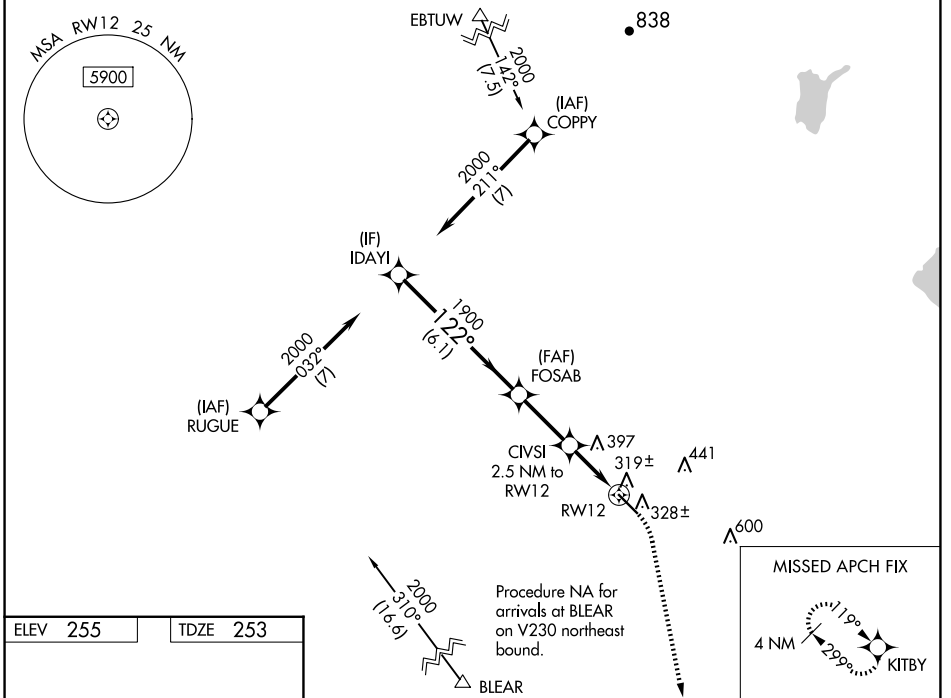 MSA RW12 25 NM
5900
EBTUW
838
2000
142°
(7.5)
(IAF)
COPPY
2000
211°
(7)
(IF)
IDAYI
1900
122°
(6.1)
2000
032°
(7)
(FAF)
FOSAB
(IAF)
RUGUE
CIVSI
2.5 NM to
RW12
397
319±
441
RW12
328±
600
2000
310°
(16.6)
Procedure NA for
arrivals at BLEAR
on V230 northeast
bound.
BLEAR
MISSED APCH FIX
4 NM
119°
299°
KITBY
ELEV 255
TDZE 253